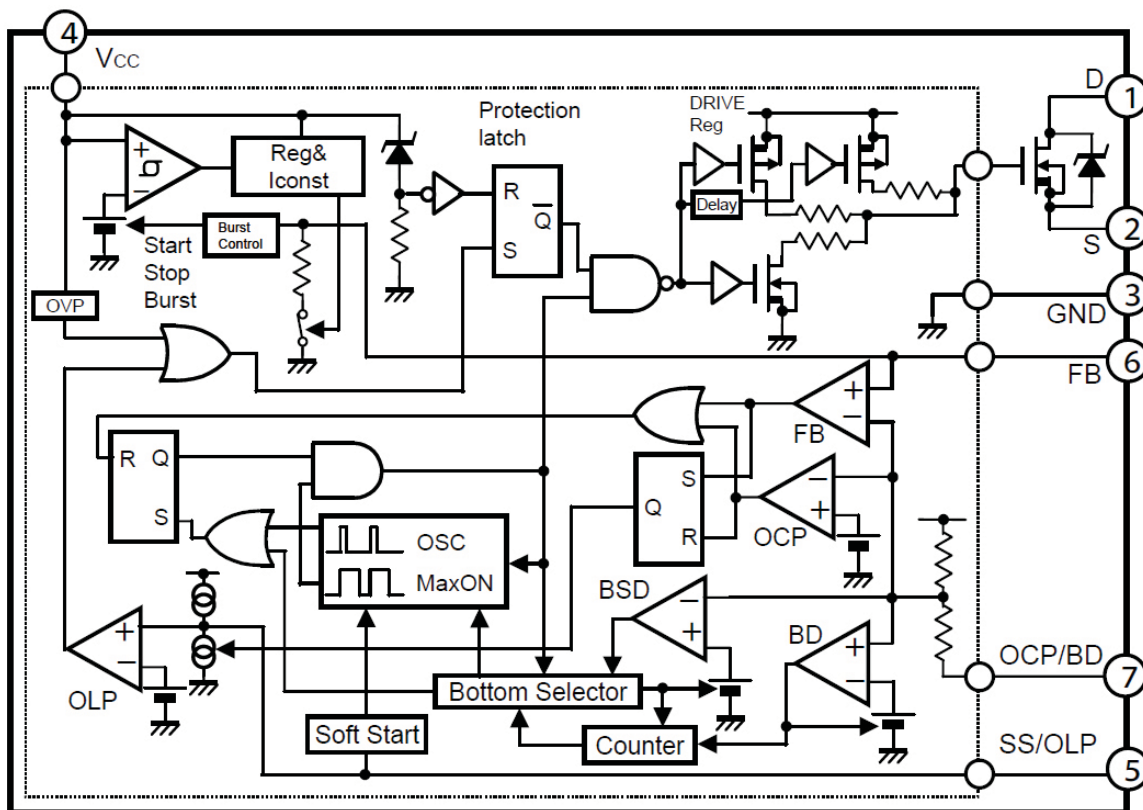 4
VCC
D
1
DRIVE
Reg
Protection
latch
+
−
Reg&
Iconst
R
Q
S
Delay
Burst
Control
Start
Stop
Burst
2
S
OVP
3
GND
6
FB
+
−
FB
R
Q
S
S
Q
R
−
+
OCP
OSC
MaxON
BSD
−
+
BD
+
−
OCP/BD
7
+
−
OLP
Bottom Selector
Soft Start
Counter
SS/OLP
5